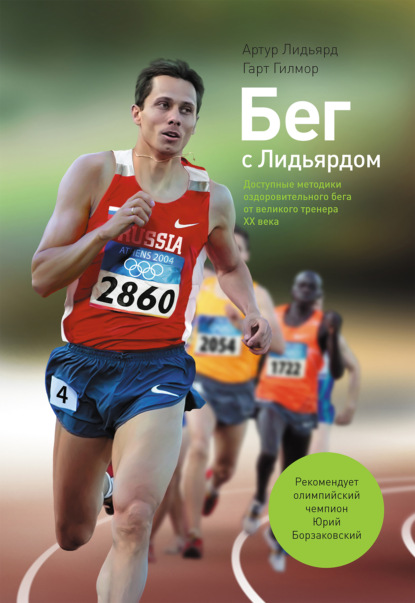 Артур Лидьярд
Гарт Гилмор
Бег
с Лидьярдом
Доступные методики
оздоровительного бега
от великого тренера
XX века
RUSSIA
ATHENS 2004
2860
2054
1722
4
Рекомендует
олимпийский
чемпион
Юрий
Борзаковский